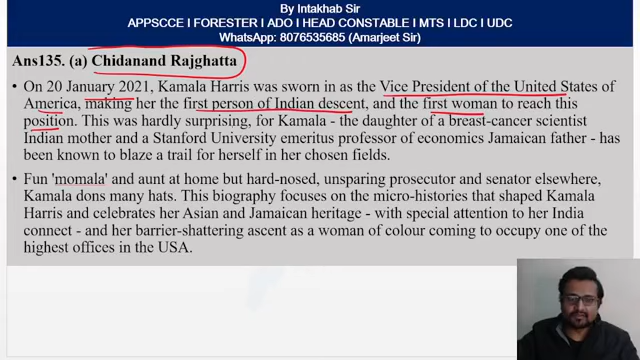 By Intakhab Sir
APPSCCE I FORESTER I ADO I HEAD CONSTABLE I MTS I LDC I UDC
WhatsApp: 8076535685 (Amarjeet Sir)
Ans135. (a) Chidanand Rajghatta
• On 20 January 2021, Kamala Harris was sworn in as the Vice President of the United States of
America, making her the first person of Indian descent, and the first woman to reach this
position. This was hardly surprising, for Kamala - the daughter of a breast-cancer scientist
Indian mother and a Stanford University emeritus professor of economics Jamaican father - has
been known to blaze a trail for herself in her chosen fields.
• Fun 'momala' and aunt at home but hard-nosed, unsparing prosecutor and senator elsewhere,
Kamala dons many hats. This biography focuses on the micro-histories that shaped Kamala
Harris and celebrates her Asian and Jamaican heritage - with special attention to her India
connect - and her barrier-shattering ascent as a woman of colour coming to occupy one of the
highest offices in the USA.